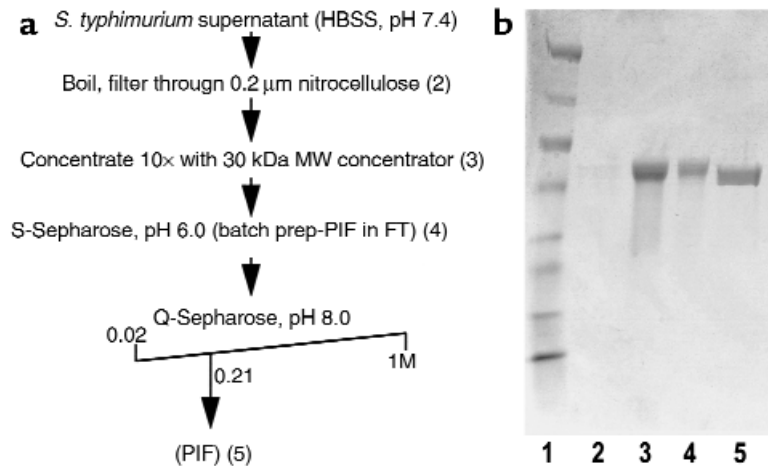 a
S. typhimurium supernatant (HBSS, pH 7.4)
Boil, filter through 0.2 μm nitrocellulose (2)
Concentrate 10× with 30 kDa MW concentrator (3)
S-Sepharose, pH 6.0 (batch prep-PIF in FT) (4)
Q-Sepharose, pH 8.0
0.02
1M
0.21
(PIF) (5)
b
1 2 3 4 5